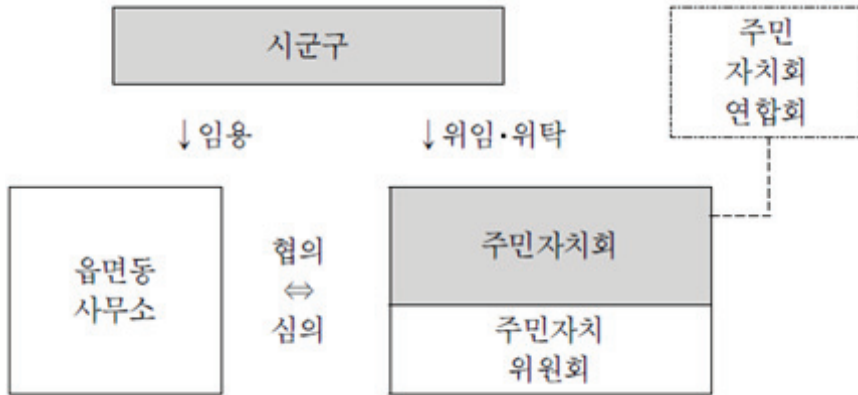 시군구
주민
자치회
연합회
↓임용
↓위임·위탁
읍면동
사무소
협의
⇔
심의
주민자치회
주민자치
위원회